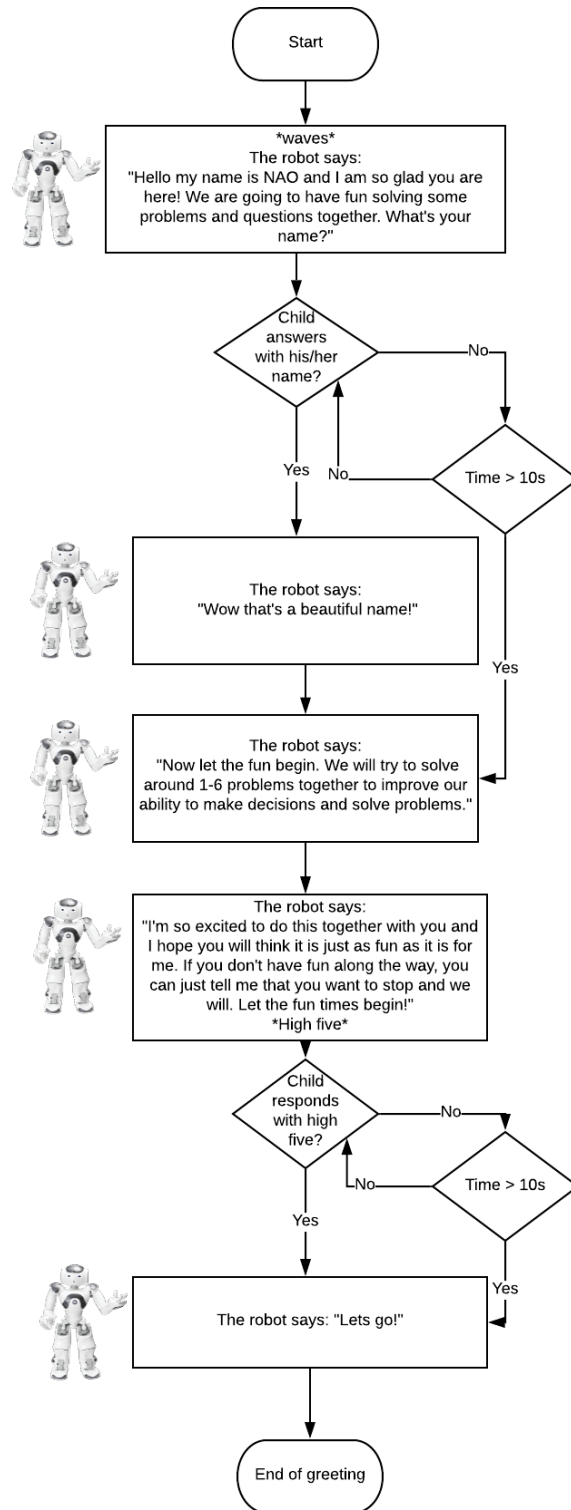 Start
*waves*
The robot says:
"Hello my name is NAO and I am so glad you are
here! We are going to have fun solving some
problems and questions together. What's your
name?"
Child
answers
with his/her
name?
No
Time > 10s
No
Yes
The robot says:
"Wow that's a beautiful name!"
Yes
The robot says:
"Now let the fun begin. We will try to solve
around 1-6 problems together to improve our
ability to make decisions and solve problems."
The robot says:
"I'm so excited to do this together with you and
I hope you will think it is just as fun as it is for
me. If you don't have fun along the way, you
can just tell me that you want to stop and we
will. Let the fun times begin!"
*High five*
Child
responds
with high
five?
No
Time > 10s
No
Yes
Yes
The robot says: "Lets go!"
End of greeting